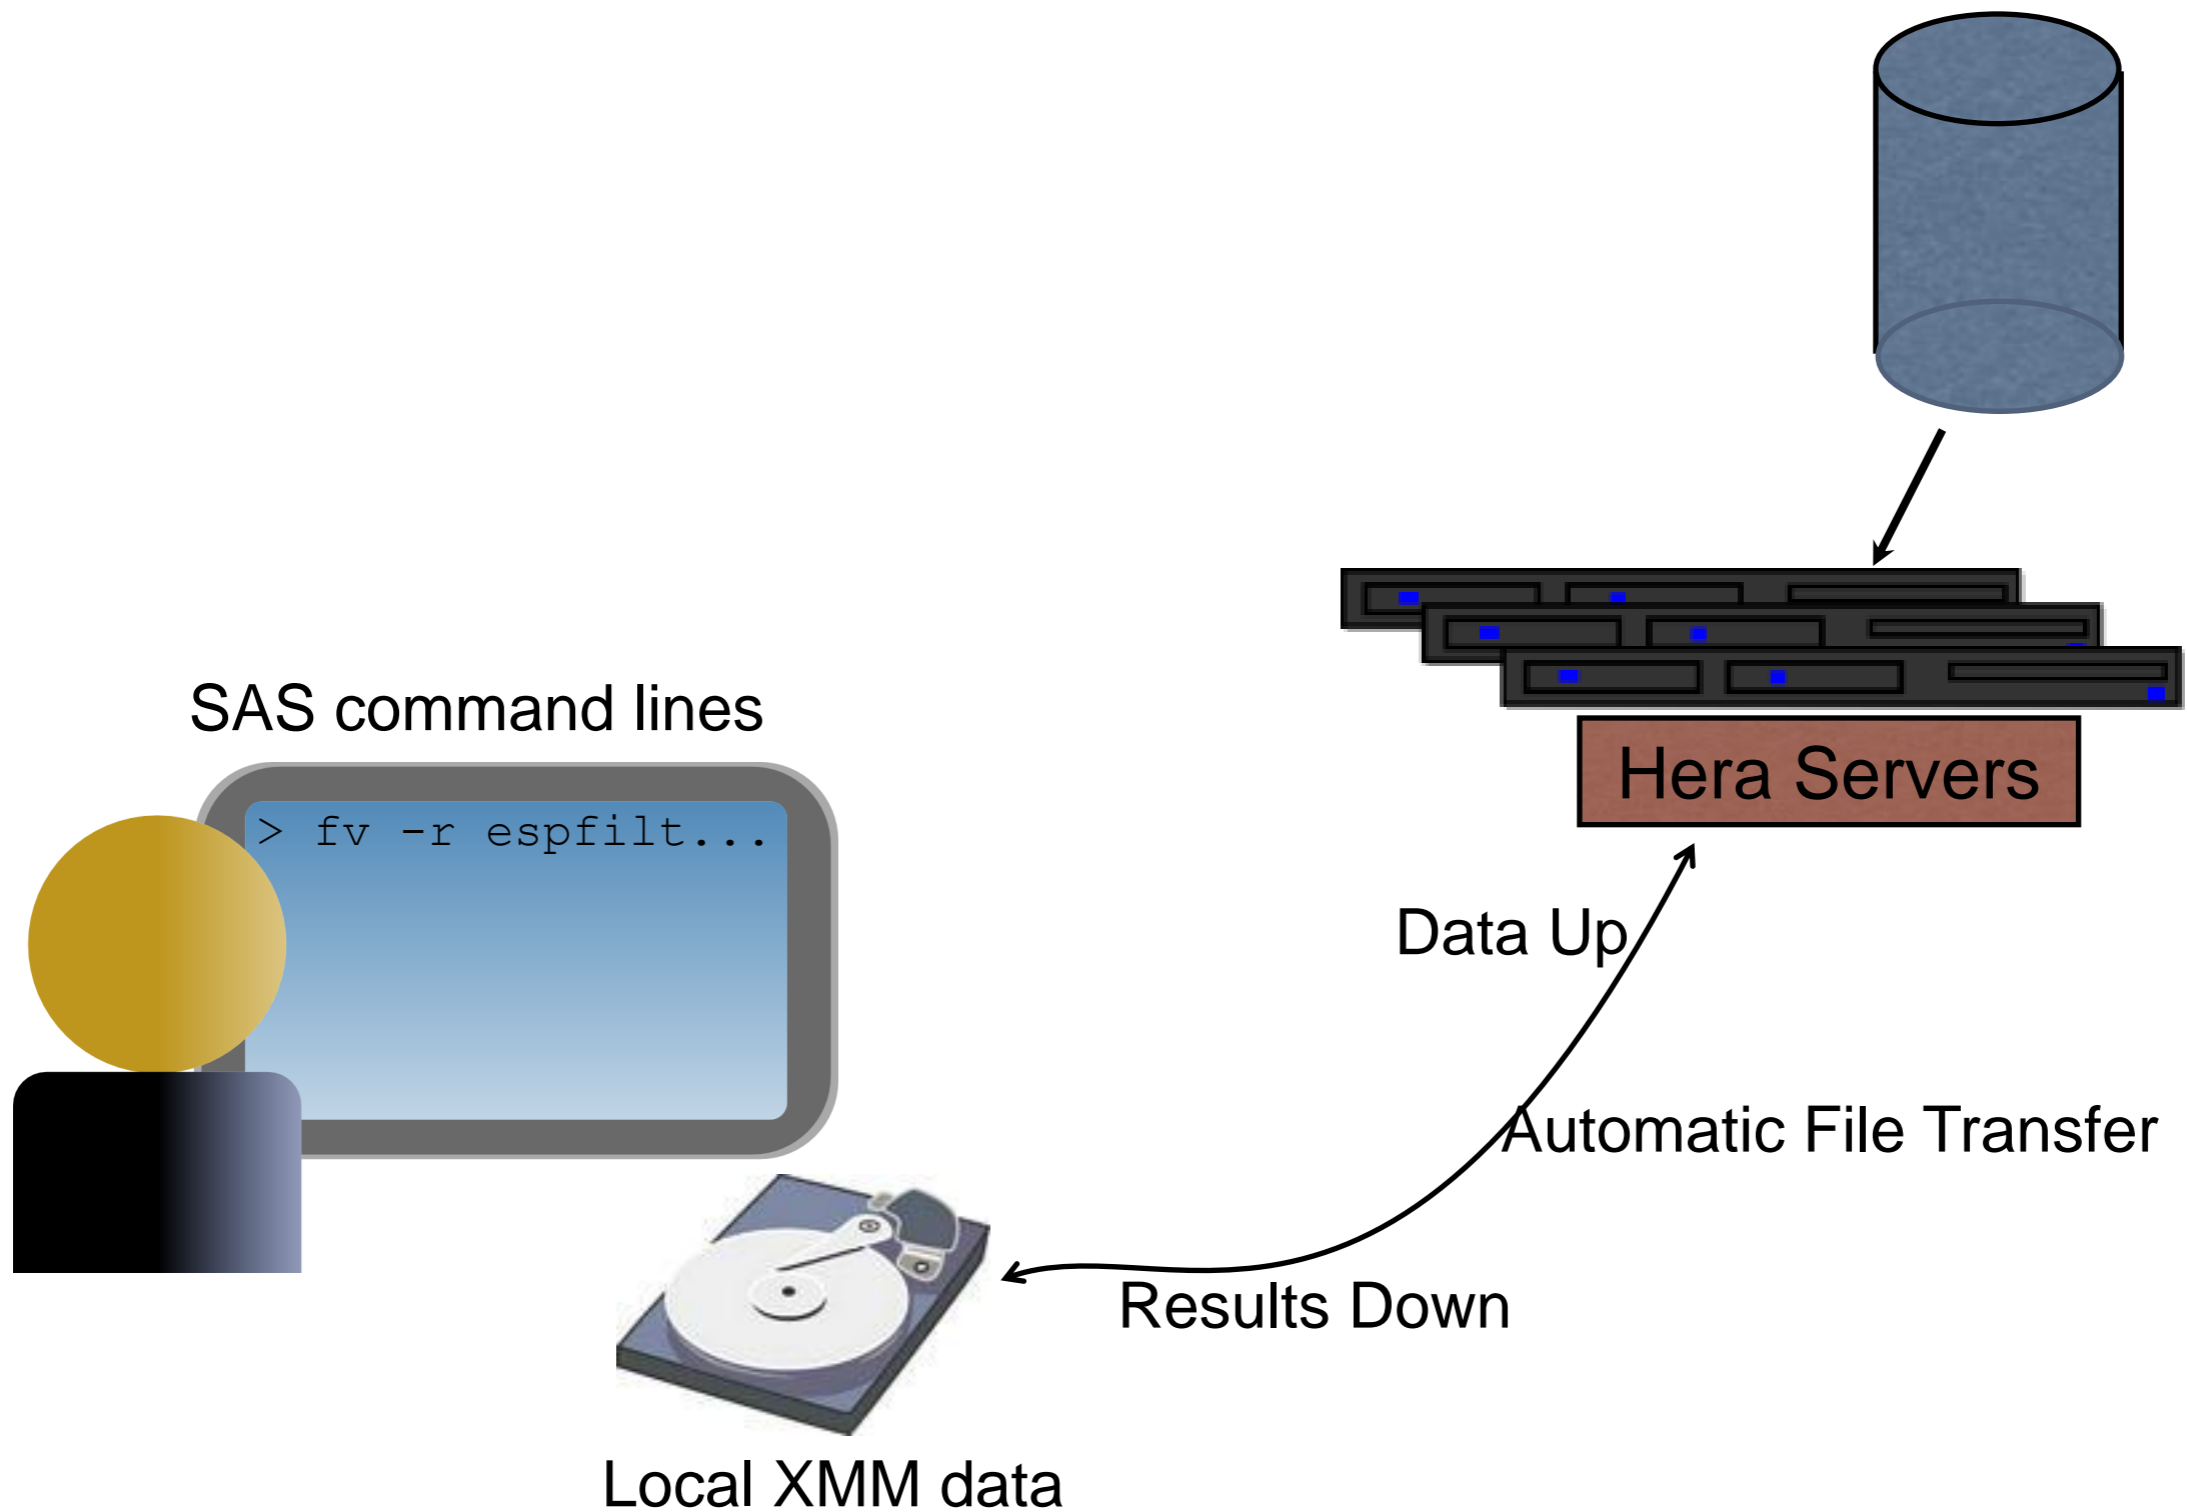 SAS command lines
> fv -r espfilt...
Hera Servers
Data Up
Automatic File Transfer
Results Down
Local XMM data